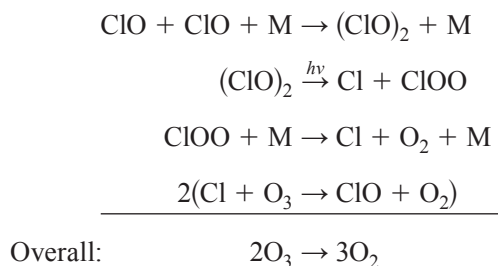 ClO + ClO + M → (ClO)₂ + M
(ClO)₂ →ʰᵛ Cl + ClOO
ClOO + M → Cl + O₂ + M
2(Cl + O₃ → ClO + O₂)
Overall: 2O₃ → 3O₂